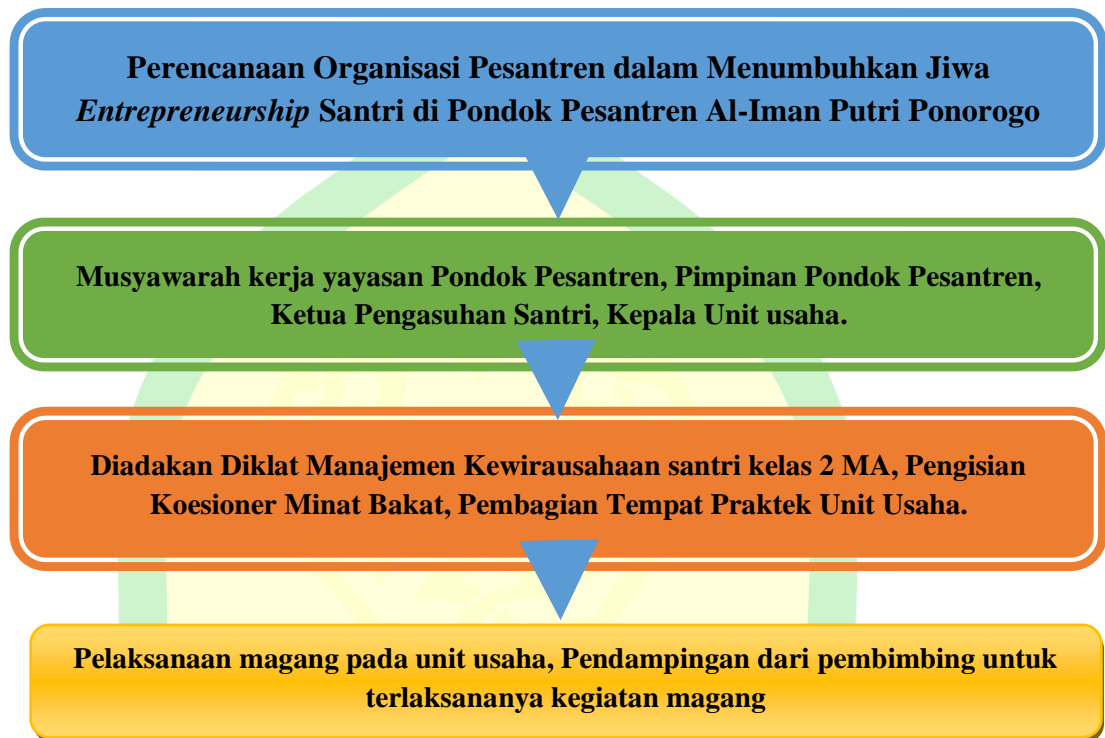 Perencanaan Organisasi Pesantren dalam Menumbuhkan Jiwa
Entrepreneurship Santri di Pondok Pesantren Al-Iman Putri Ponorogo
Musyawarah kerja yayasan Pondok Pesantren, Pimpinan Pondok Pesantren,
Ketua Pengasuhan Santri, Kepala Unit usaha.
Diadakan Diklat Manajemen Kewirausahaan santri kelas 2 MA, Pengisian
Koesioner Minat Bakat, Pembagian Tempat Praktek Unit Usaha.
Pelaksanaan magang pada unit usaha, Pendampingan dari pembimbing untuk
terlaksananya kegiatan magang